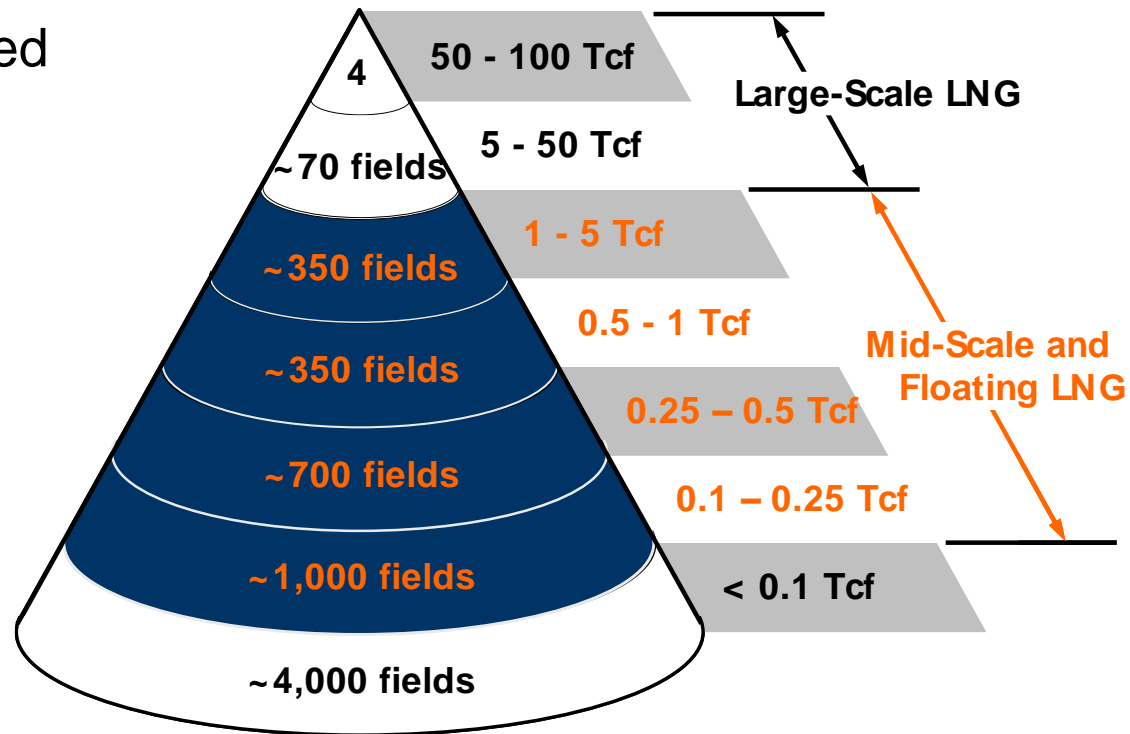 ed
4
50 - 100 Tcf
Large-Scale LNG
~70 fields
5 - 50 Tcf
~350 fields
1 - 5 Tcf
~350 fields
0.5 - 1 Tcf
Mid-Scale and
Floating LNG
~700 fields
0.25 – 0.5 Tcf
~1,000 fields
0.1 – 0.25 Tcf
~4,000 fields
< 0.1 Tcf